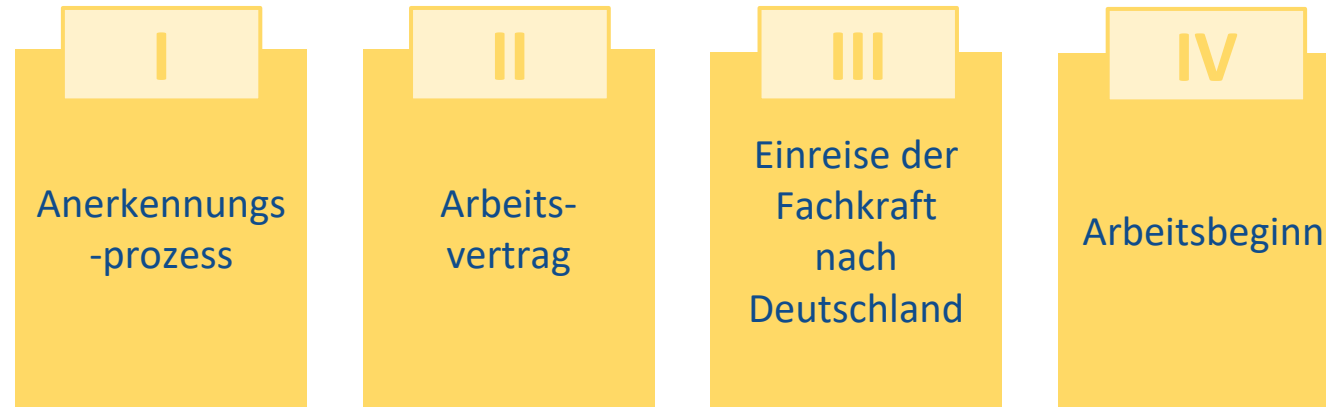 I
Anerkennungs
-prozess
II
Arbeits-
vertrag
III
Einreise der
Fachkraft
nach
Deutschland
IV
Arbeitsbeginn